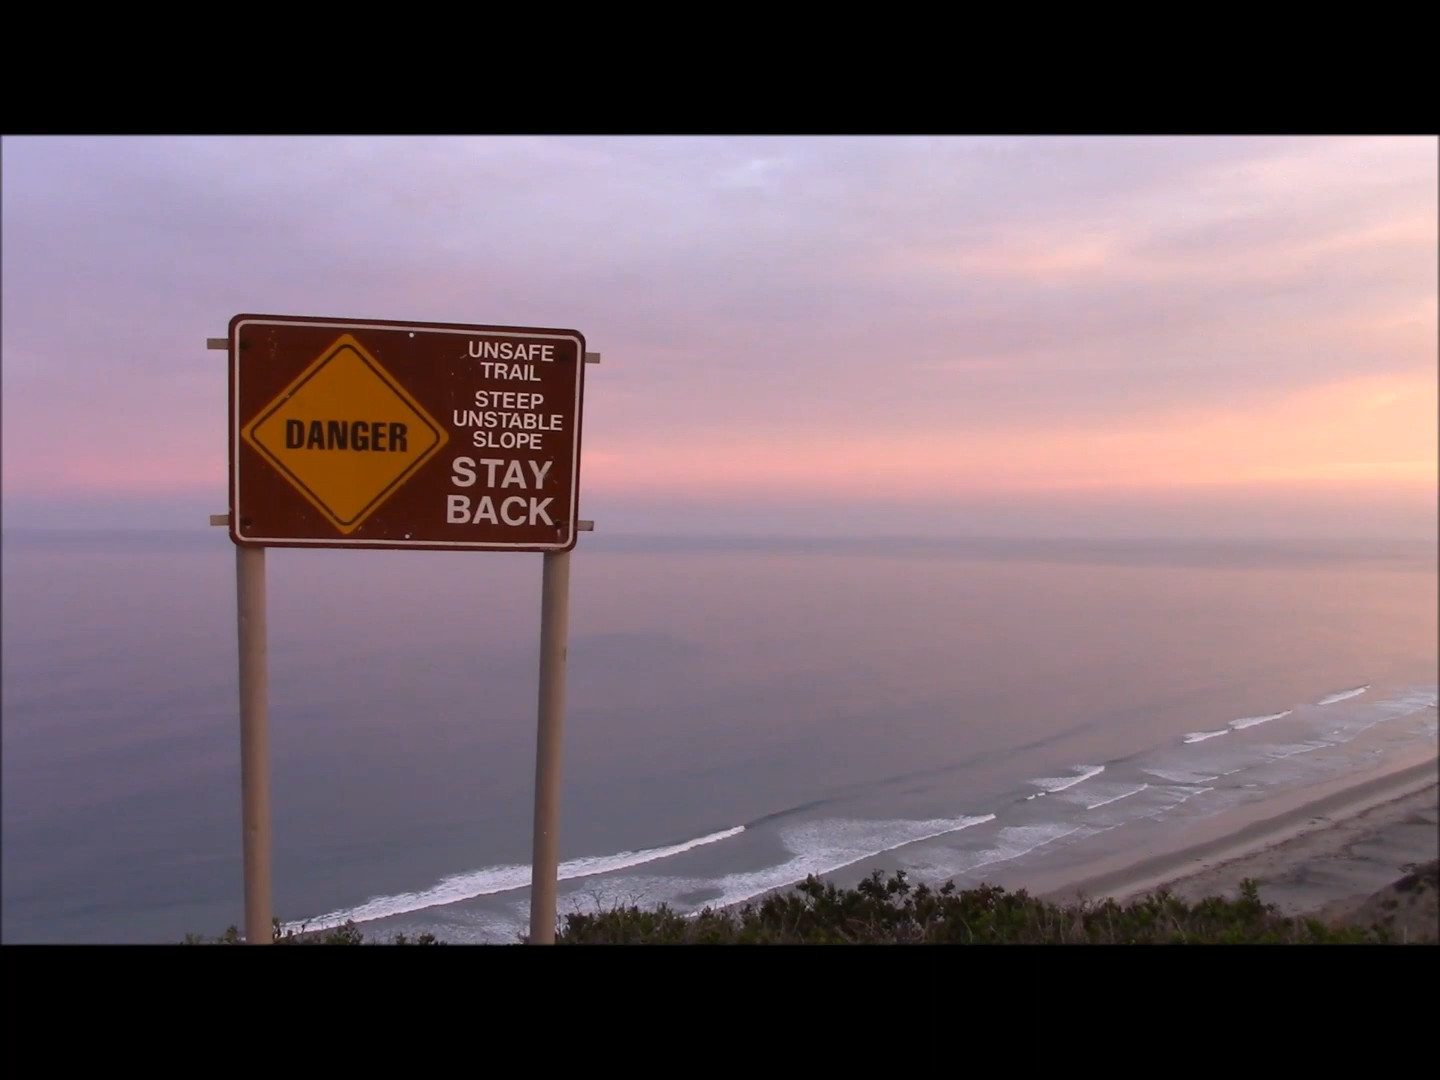 DANGER
UNSAFE
TRAIL
STEEP
UNSTABLE
SLOPE
STAY
BACK